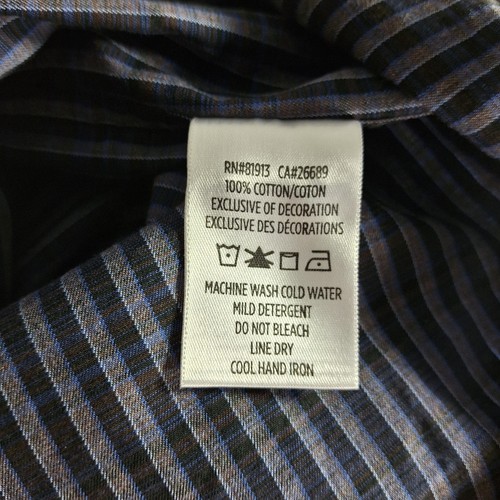 RN#81913 CA#26689
100% COTTON/COTON
EXCLUSIVE OF DECORATION
EXCLUSIVE DES DÉCORATIONS
MACHINE WASH COLD WATER
MILD DETERGENT
DO NOT BLEACH
LINE DRY
COOL HAND IRON